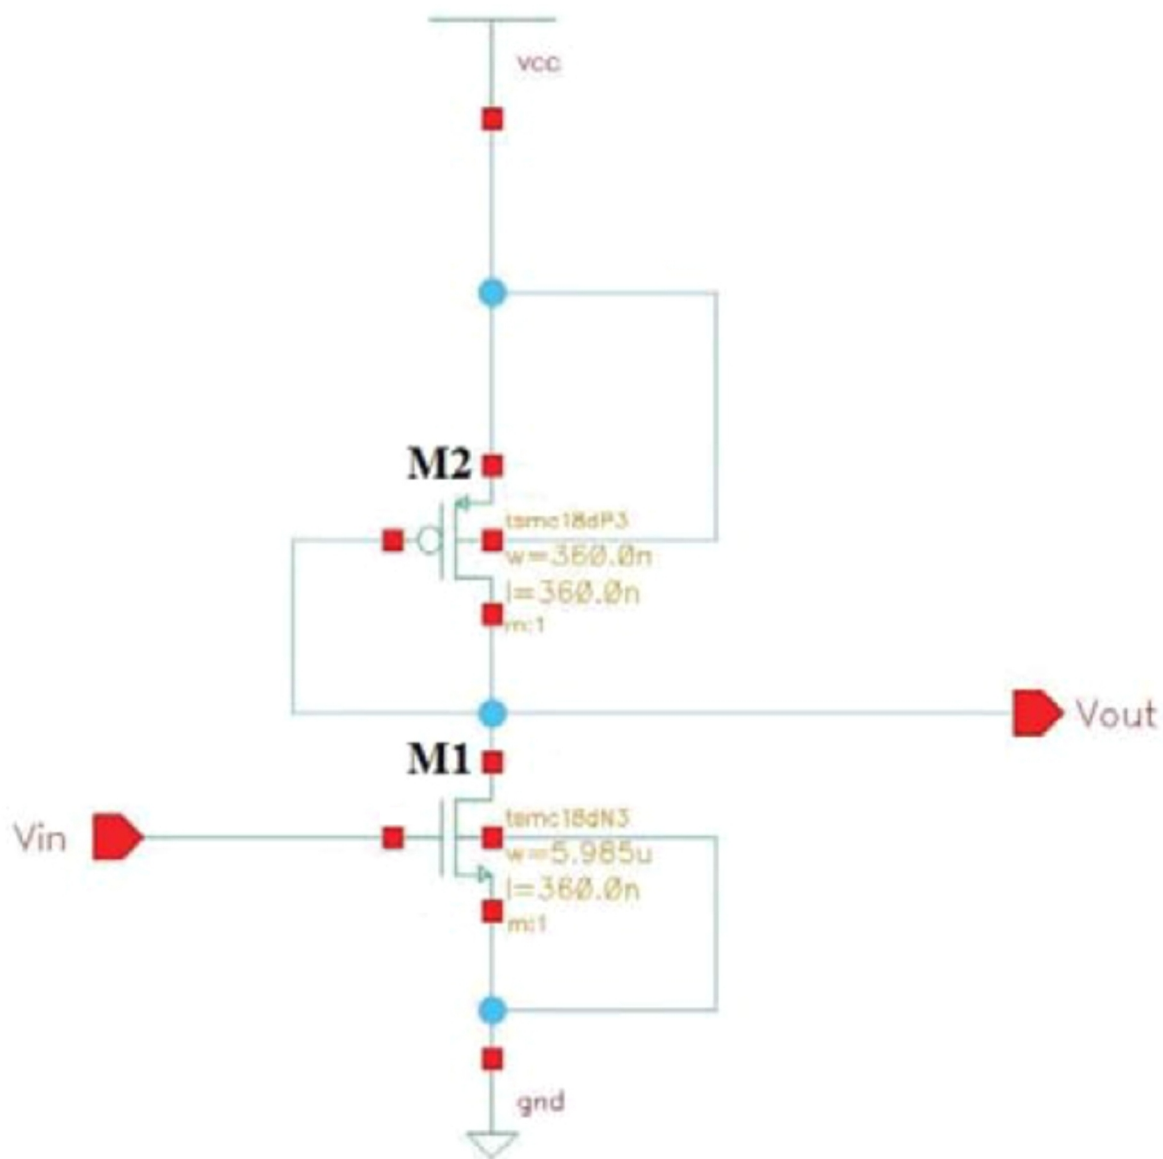 vcc
M2
tsmc18dP3
w=360.0n
l=360.0n
m:1
Vout
M1
Vin
tsmc18dN3
w=5.985u
l=360.0n
m:1
gnd